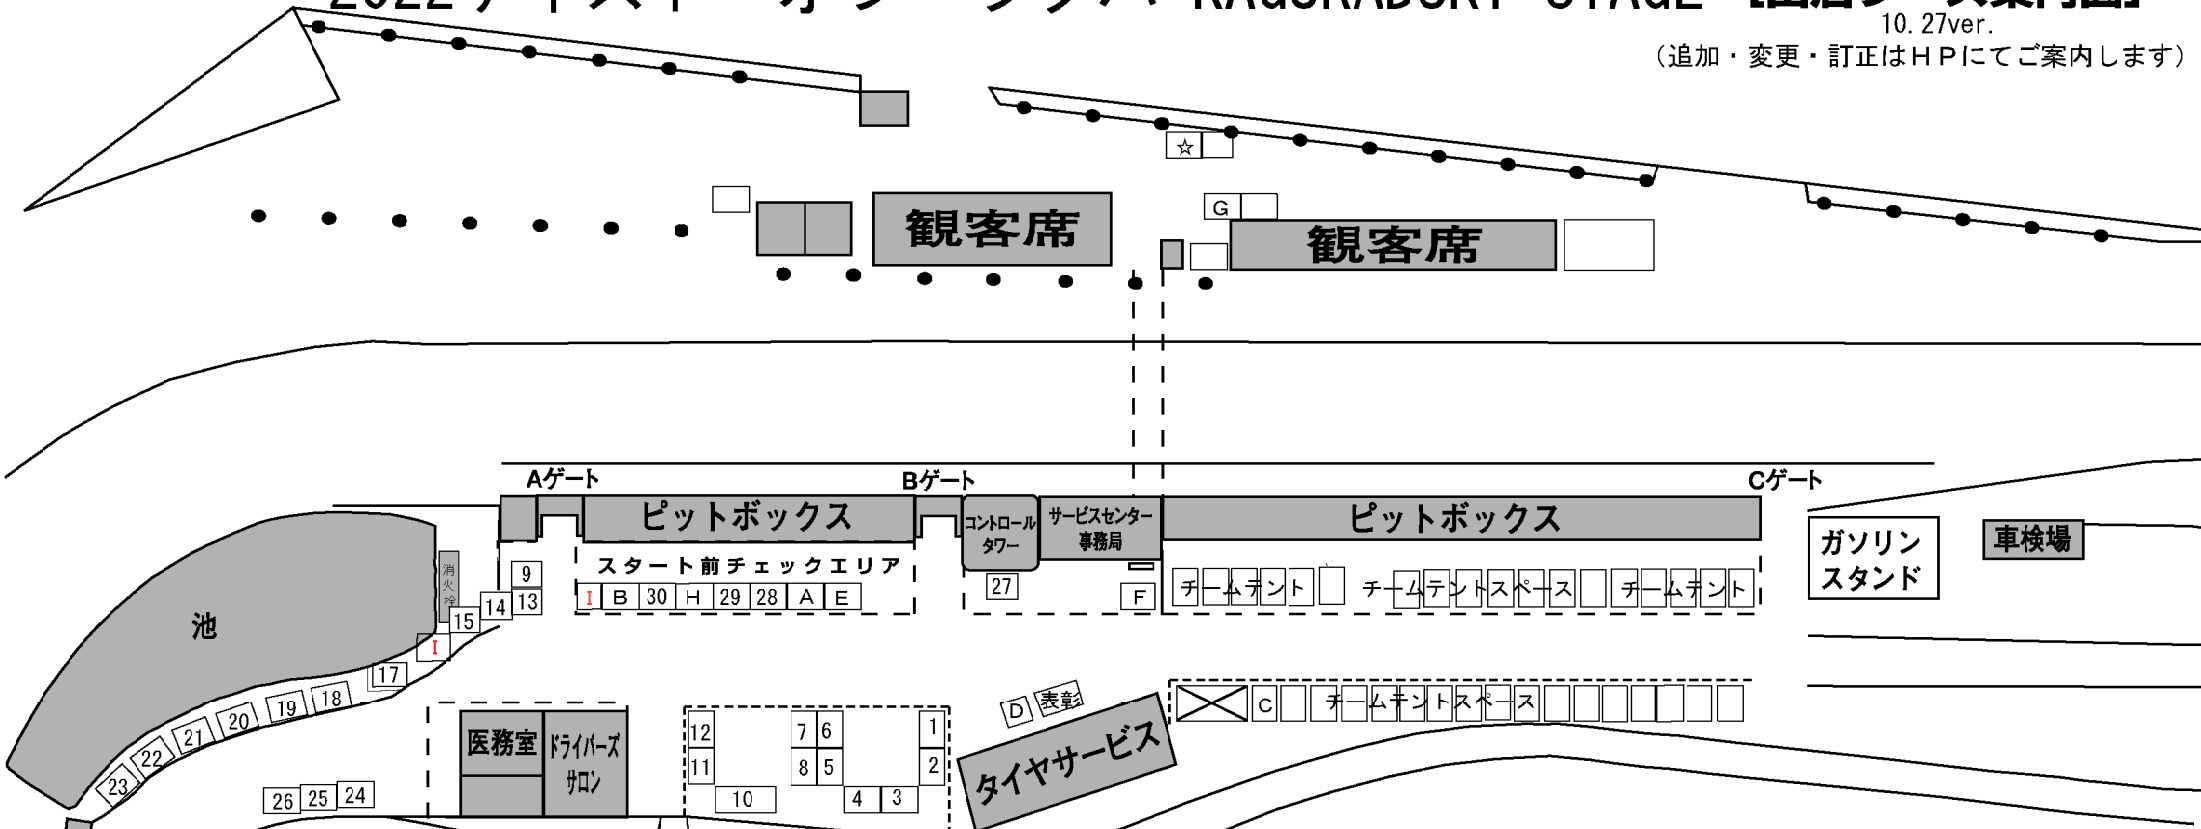 10.27ver.
(追加・変更・訂正はＨＰにてご案内します)
☆
G
観客席
観客席
Aゲート
Bゲート
Cゲート
ピットボックス
コントロール
タワー
サービスセンター
事務局
ピットボックス
ガソリン
スタンド
車検場
スタート前チェックエリア
消火栓
池
9
13
14
15
I
17
18
19
20
21
22
23
I
B
30
H
29
28
A
E
27
F
チームテント
チームテントスペース
チームテント
26
25
24
医務室
ドライバーズ
サロン
12
11
10
7
6
8
5
4
3
1
2
D
表彰
タイヤサービス
C
チームテントスペース